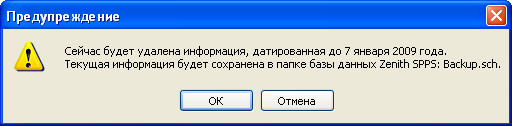 Предупреждение
Сейчас будет удалена информация, датированная до 7 января 2009 года.
Текущая информация будет сохранена в папке базы данных Zenith SPPS: Backup.sch.
OK
Отмена